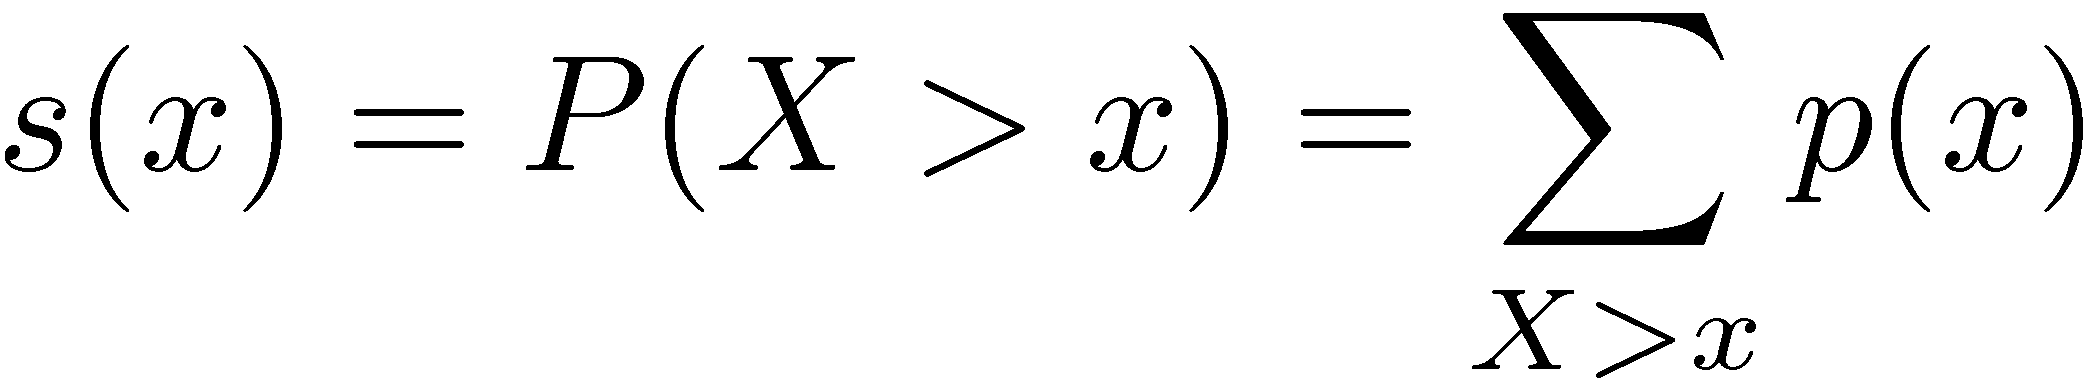 s(x) = P(X > x) = ∑ p(x)
X>x